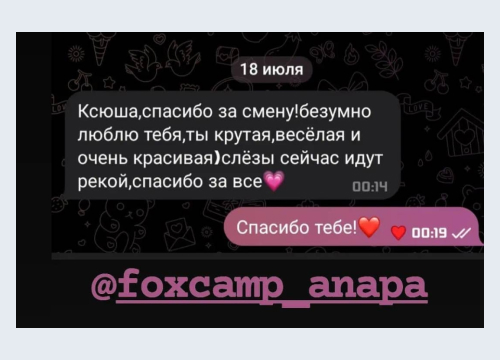 18 июля
Ксюша,спасибо за смену!безумно
люблю тебя,ты крутая,весёлая и
очень красивая)слёзы сейчас идут
рекой,спасибо за все💗
00:14
Спасибо тебе!❤️ ❤️ 00:19
@foxcamp_anapa